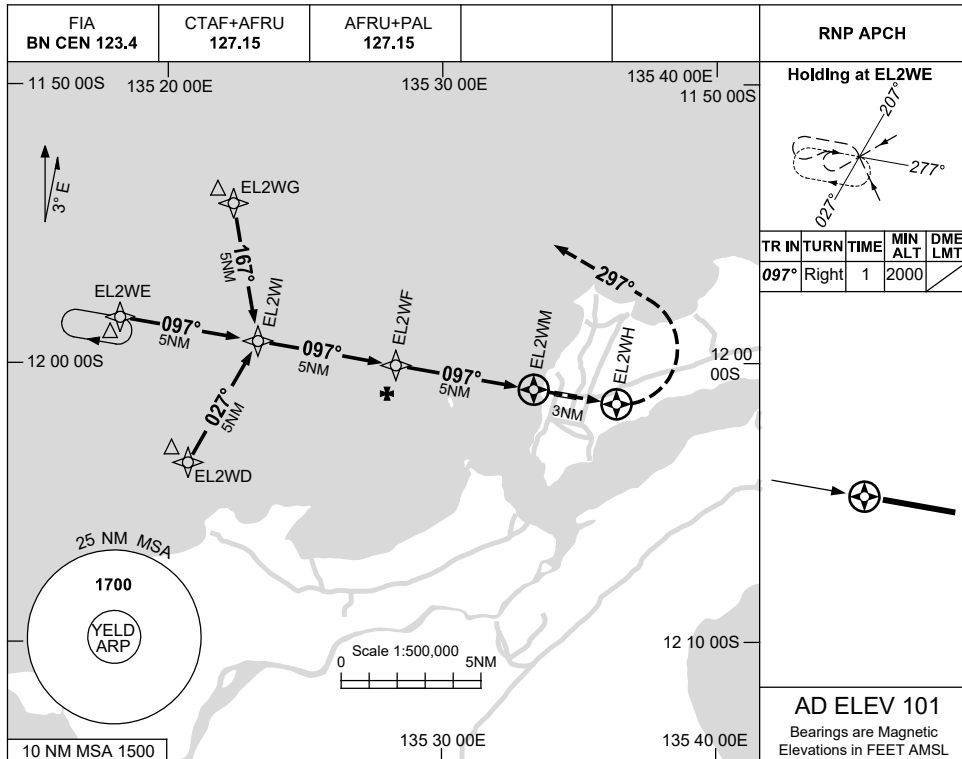 FIA
BN CEN 123.4
CTAF+AFRU
127.15
AFRU+PAL
127.15
RNP APCH
11 50 00S
135 20 00E
135 30 00E
135 40 00E
11 50 00S
Holding at EL2WE
207°
277°
027°
3° E
EL2WG
167°
5NM
TR IN TURN TIME MIN ALT DME LMT
097° Right 1 2000
EL2WE
097°
5NM
EL2WI
097°
5NM
EL2WF
097°
5NM
EL2WM
3NM
EL2WH
297°
12 00 00S
12 00
00S
027°
5NM
EL2WD
25 NM MSA
1700
YELD
ARP
Scale 1:500,000
0 5NM
12 10 00S
10 NM MSA 1500
135 30 00E
135 40 00E
AD ELEV 101
Bearings are Magnetic
Elevations in FEET AMSL